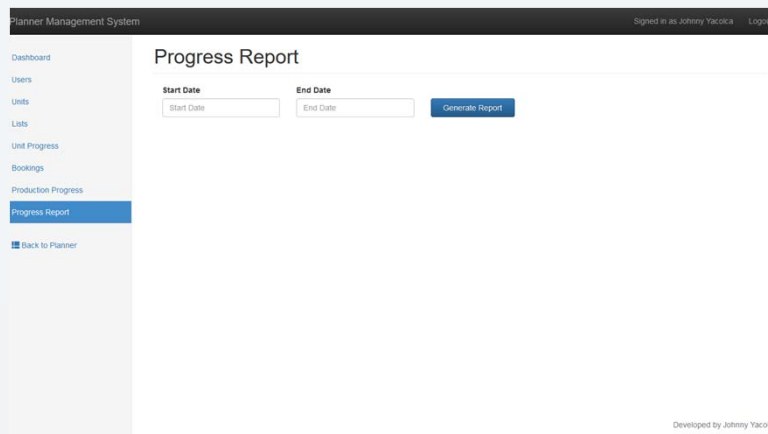 Planner Management System
Signed in as Johnny Yacolca
Dashboard
Users
Units
Lists
Unit Progress
Bookings
Production Progress
Progress Report
Back to Planner
Progress Report
Start Date
End Date
Start Date
End Date
Generate Report
Developed by Johnny